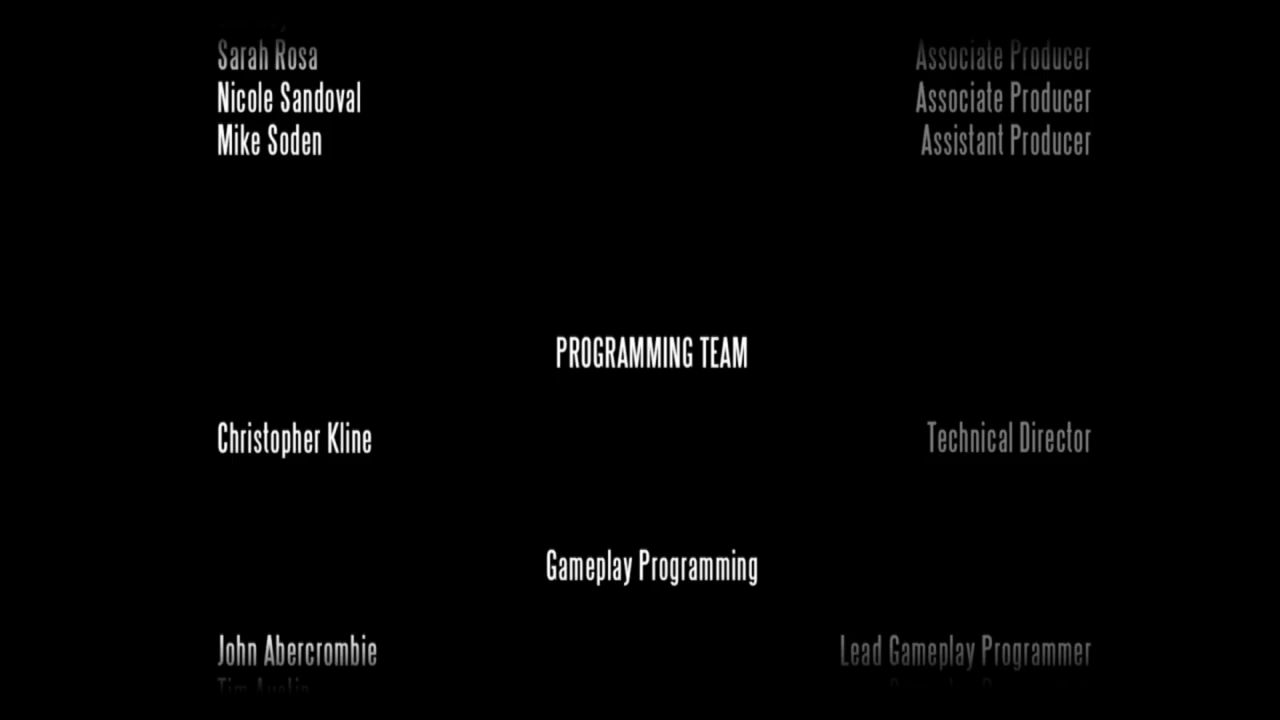 Sarah Rosa Associate Producer
Nicole Sandoval Associate Producer
Mike Soden Assistant Producer
PROGRAMMING TEAM
Christopher Kline Technical Director
Gameplay Programming
John Abercrombie Lead Gameplay Programmer